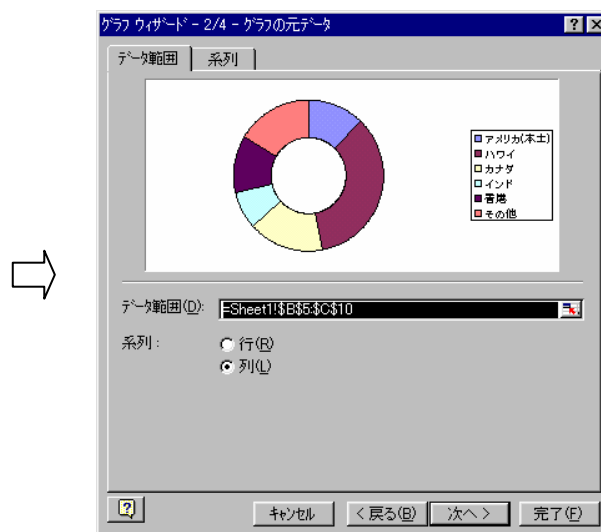 グラフ ウィザード - 2/4 - グラフの元データ
データ範囲 系列
アメリカ(本土)
ハワイ
カナダ
インド
香港
その他
データ範囲(D): =Sheet1!$B$5:$C$10
系列:
行(R)
列(L)
キャンセル < 戻る(B) 次へ > 完了(F)